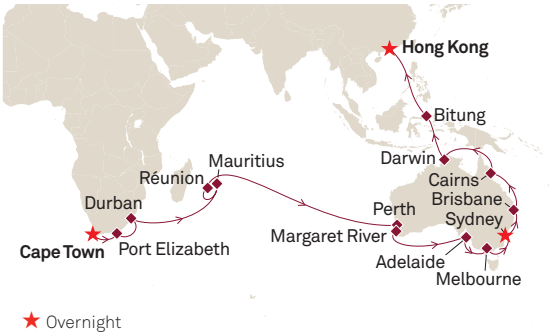 Hong Kong
Bitung
Mauritius
Réunion
Darwin
Cairns
Brisbane
Durban
Perth
Sydney
Cape Town
Port Elizabeth
Margaret River
Adelaide
Melbourne
Overnight